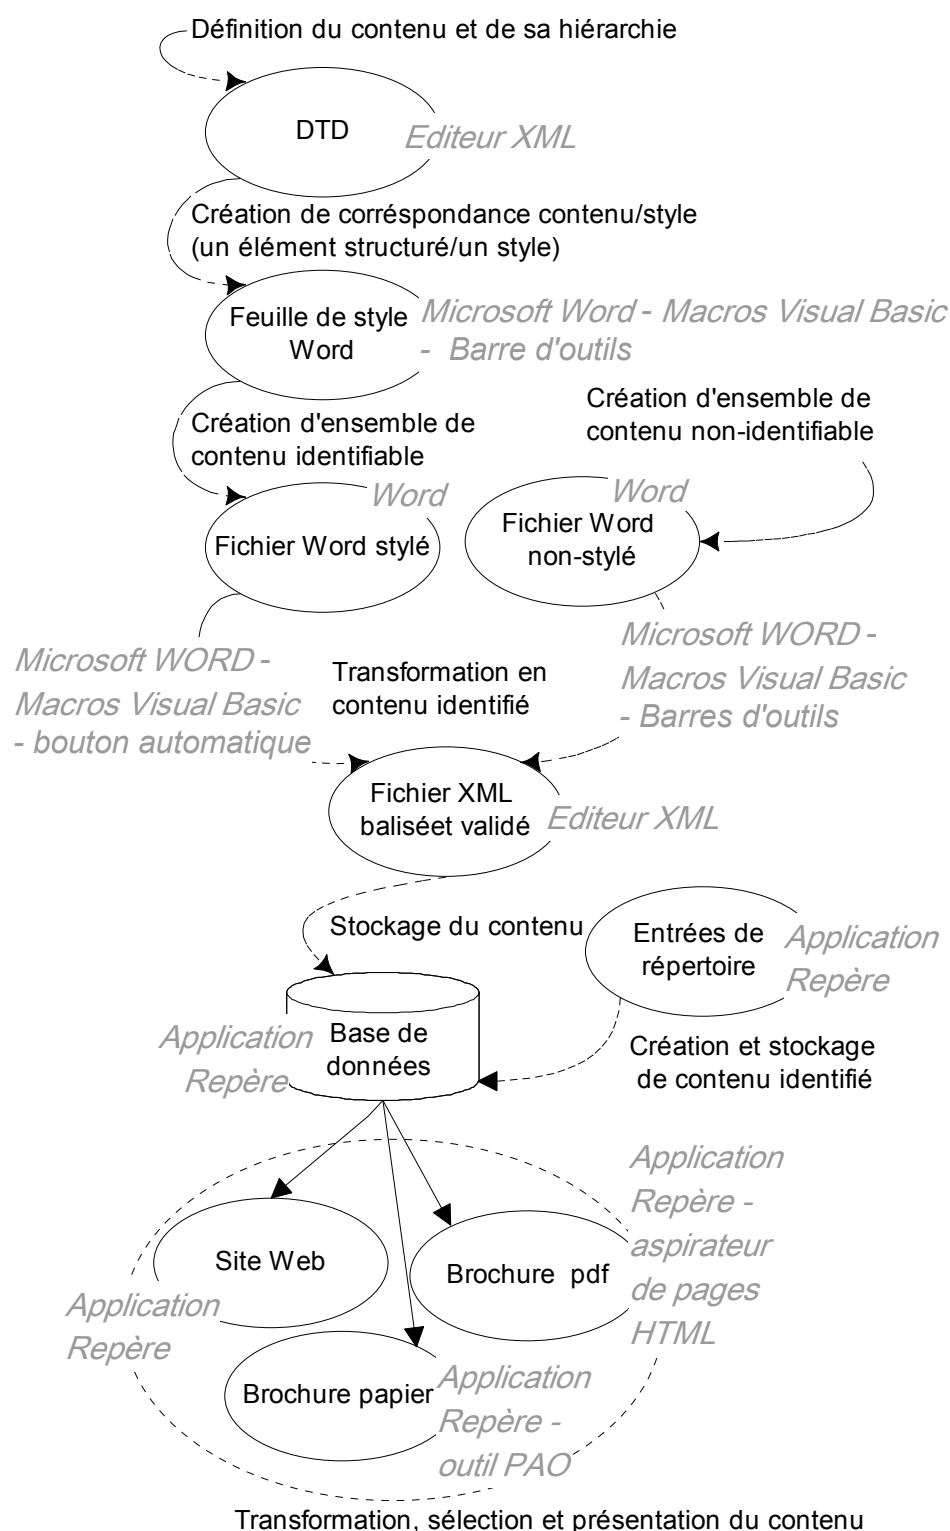 Définition du contenu et de sa hiérarchie
DTD
Editeur XML
Création de corréspondance contenu/style
(un élément structuré/un style)
Feuille de style
Word
Microsoft Word - Macros Visual Basic
- Barre d'outils
Création d'ensemble de
contenu identifiable
Création d'ensemble de
contenu non-identifiable
Word
Fichier Word stylé
Word
Fichier Word
non-stylé
Microsoft WORD -
Macros Visual Basic
- bouton automatique
Transformation en
contenu identifié
Microsoft WORD -
Macros Visual Basic
- Barres d'outils
Fichier XML
baliséet validé
Editeur XML
Stockage du contenu
Entrées de
répertoire
Application
Repère
Application
Repère
Base de
données
Création et stockage
de contenu identifié
Site Web
Application
Repère
Brochure pdf
Application
Repère -
aspirateur
de pages
HTML
Brochure papier
Application
Repère -
outil PAO
Transformation, sélection et présentation du contenu